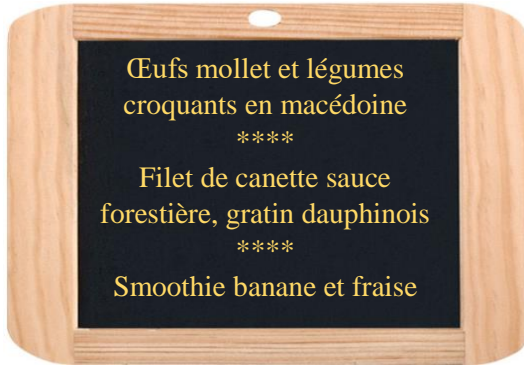 Œufs mollet et légumes
croquants en macédoine
****
Filet de canette sauce
forestière, gratin dauphinois
****
Smoothie banane et fraise